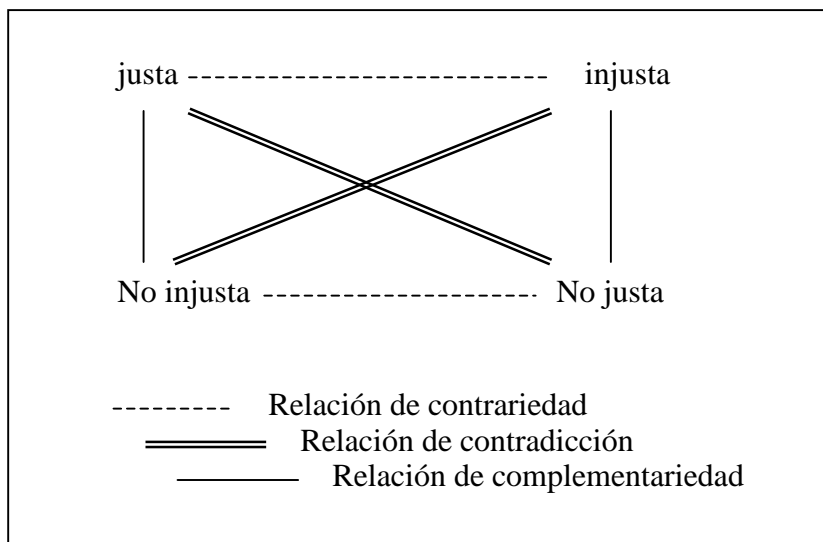 justa injusta
No injusta No justa
Relación de contrariedad
Relación de contradicción
Relación de complementariedad